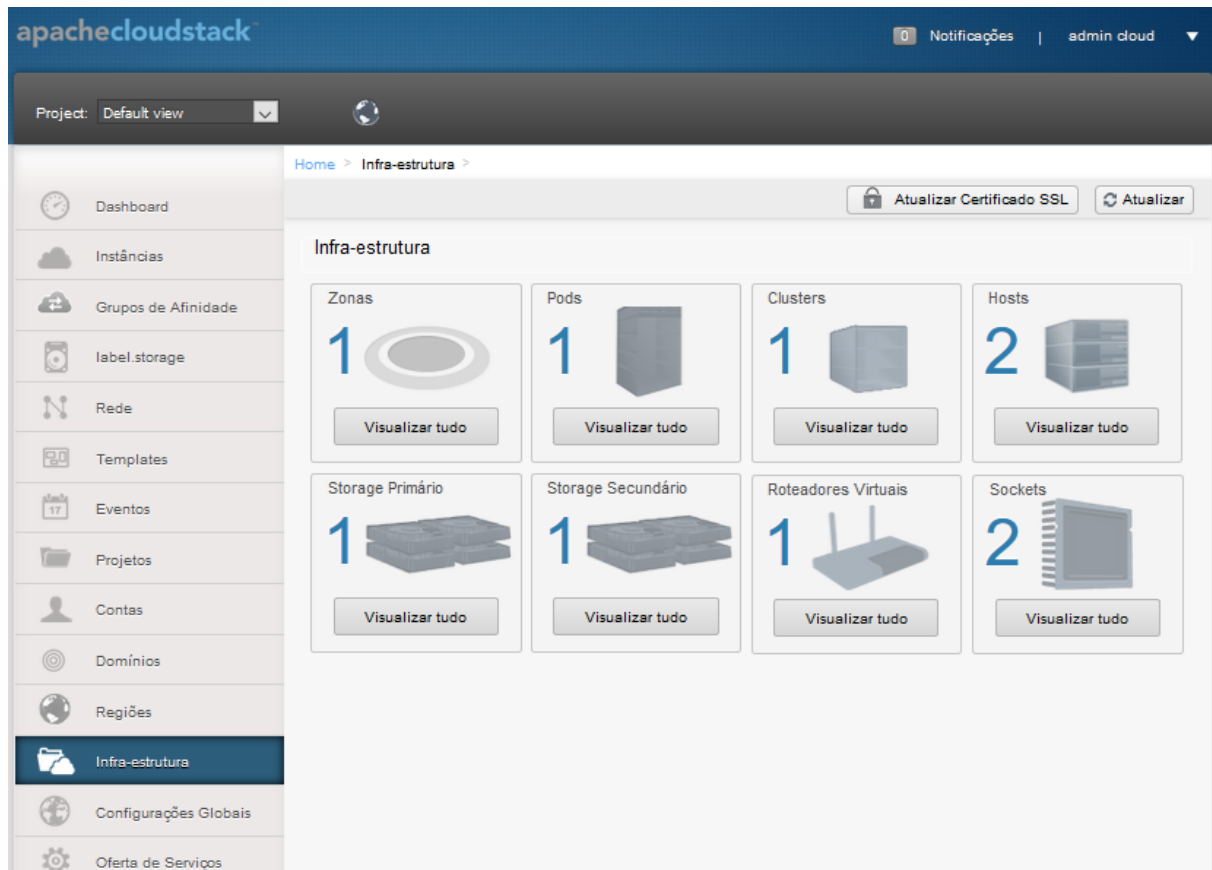 apachecloudstack™
0 Notificações | admin cloud
Project: Default view
Home > Infra-estrutura >
Atualizar Certificado SSL
Atualizar
Dashboard
Instâncias
Grupos de Afinidade
label.storage
Rede
Templates
17
Eventos
Projetos
Contas
Domínios
Regiões
Infra-estrutura
Configurações Globais
Oferta de Serviços
Infra-estrutura
Zonas
1
Visualizar tudo
Pods
1
Visualizar tudo
Clusters
1
Visualizar tudo
Hosts
2
Visualizar tudo
Storage Primário
1
Visualizar tudo
Storage Secundário
1
Visualizar tudo
Roteadores Virtuais
1
Visualizar tudo
Sockets
2
Visualizar tudo